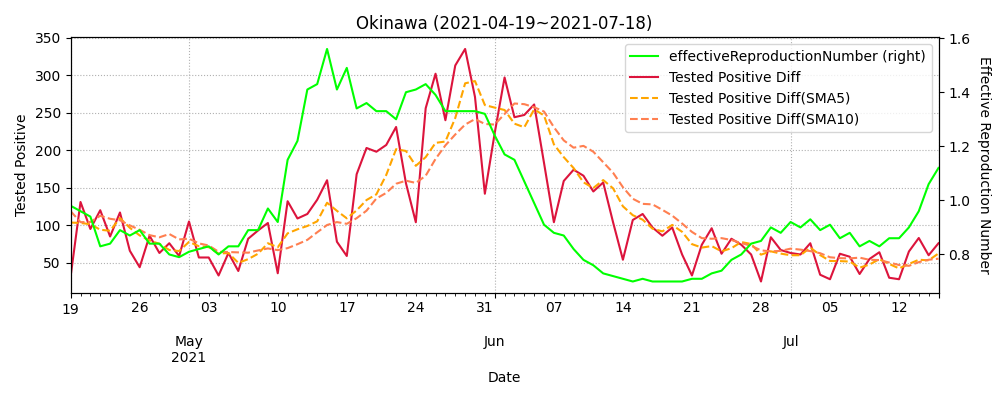 Okinawa (2021-04-19~2021-07-18)
effectiveReproductionNumber (right)
Tested Positive Diff
Tested Positive Diff(SMA5)
Tested Positive Diff(SMA10)
Tested Positive
350
300
250
200
150
100
50
1.6
1.4
1.2
1.0
0.8
Effective Reproduction Number
19 26 03 10 17 24 31 07 14 21 28 05 12
May Jun Jul
2021
Date